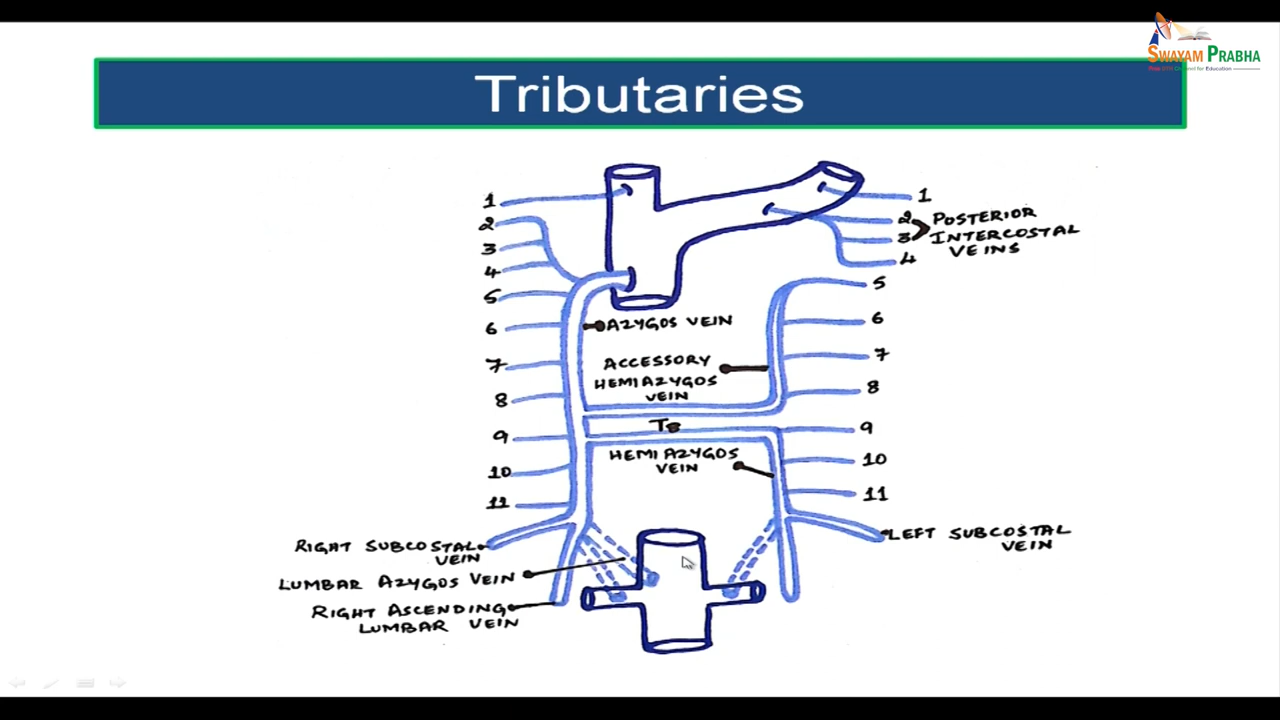 SWAYAM PRABHA
Tributaries
1
2
3
4
5
6
7
8
9
10
11
1
2
3
4
POSTERIOR
INTERCOSTAL
VEINS
5
6
7
8
9
10
11
AZYGOS VEIN
ACCESSORY
HEMIAZYGOS
VEIN
T8
HEMIAZYGOS
VEIN
RIGHT SUBCOSTAL
VEIN
LUMBAR AZYGOS VEIN
RIGHT ASCENDING
LUMBAR VEIN
LEFT SUBCOSTAL
VEIN